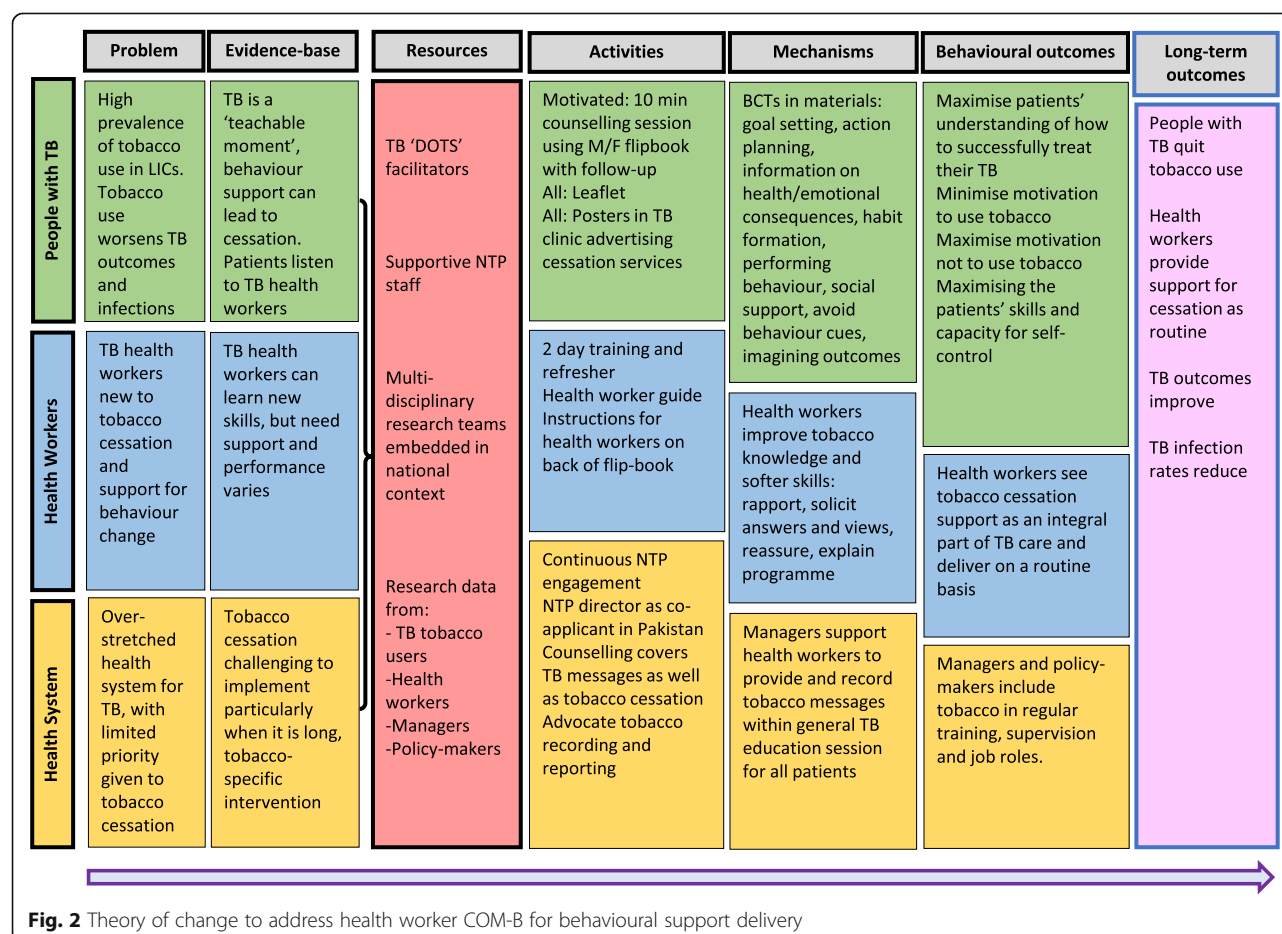 Problem
Evidence-base
Resources
Activities
Mechanisms
Behavioural outcomes
Long-term
outcomes
People with TB
High
prevalence
of tobacco
use in LICs.
Tobacco
use
worsens TB
outcomes
and
infections
TB is a
‘teachable
moment’,
behaviour
support can
lead to
cessation.
Patients listen
to TB health
workers
TB ‘DOTS’
facilitators
Supportive NTP
staff
Multi-
disciplinary
research teams
embedded in
national
context
Research data
from:
- TB tobacco
users
-Health
workers
-Managers
-Policy-makers
Motivated: 10 min
counselling session
using M/F flipbook
with follow-up
All: Leaflet
All: Posters in TB
clinic advertising
cessation services
BCTs in materials:
goal setting, action
planning,
information on
health/emotional
consequences, habit
formation,
performing
behaviour, social
support, avoid
behaviour cues,
imagining outcomes
Maximise patients’
understanding of how
to successfully treat
their TB
Minimise motivation
to use tobacco
Maximise motivation
not to use tobacco
Maximising the
patients’ skills and
capacity for self-
control
People with
TB quit
tobacco use
Health
workers
provide
support for
cessation as
routine
TB outcomes
improve
TB infection
rates reduce
Health Workers
TB health
workers
new to
tobacco
cessation
and
support for
behaviour
change
TB health
workers can
learn new
skills, but need
support and
performance
varies
2 day training and
refresher
Health worker guide
Instructions for
health workers on
back of flip-book
Health workers
improve tobacco
knowledge and
softer skills:
rapport, solicit
answers and views,
reassure, explain
programme
Health workers see
tobacco cessation
support as an integral
part of TB care and
deliver on a routine
basis
Health System
Over-
stretched
health
system for
TB, with
limited
priority
given to
tobacco
cessation
Tobacco
cessation
challenging to
implement
particularly
when it is long,
tobacco-
specific
intervention
Continuous NTP
engagement
NTP director as co-
applicant in Pakistan
Counselling covers
TB messages as well
as tobacco cessation
Advocate tobacco
recording and
reporting
Managers support
health workers to
provide and record
tobacco messages
within general TB
education session
for all patients
Managers and policy-
makers include
tobacco in regular
training, supervision
and job roles.
Fig. 2 Theory of change to address health worker COM-B for behavioural support delivery